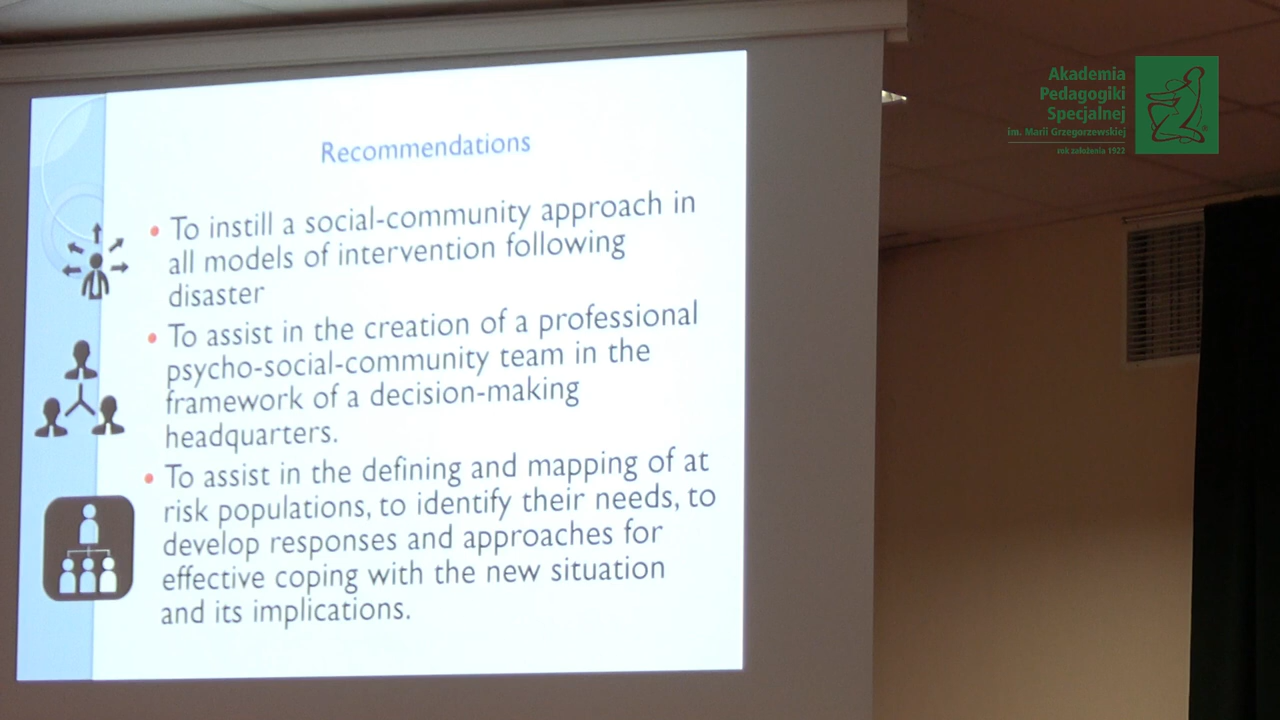 Recommendations
• To instill a social-community approach in
all models of intervention following
disaster
• To assist in the creation of a professional
psycho-social-community team in the
framework of a decision-making
headquarters.
• To assist in the defining and mapping of at
risk populations, to identify their needs, to
develop responses and approaches for
effective coping with the new situation
and its implications.
Akademia
Pedagogiki
Specjalnej
im. Marii Grzegorzewskiej
rok założenia 1922